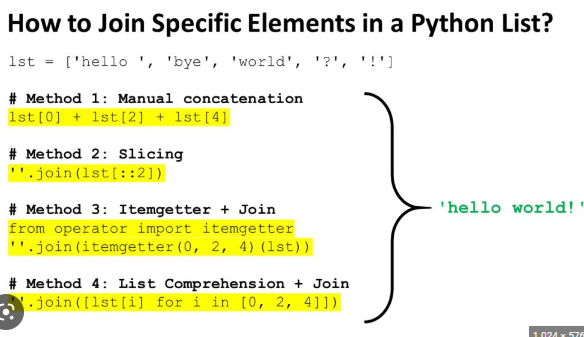 How to Join Specific Elements in a Python List?
lst = ['hello ', 'bye', 'world', '?', '!']
# Method 1: Manual concatenation
lst[0] + lst[2] + lst[4]
# Method 2: Slicing
''.join(lst[::2])
# Method 3: Itemgetter + Join
from operator import itemgetter
''.join(itemgetter(0, 2, 4)(lst))
# Method 4: List Comprehension + Join
''.join([lst[i] for i in [0, 2, 4]])
'hello world!'
1,024 × 576